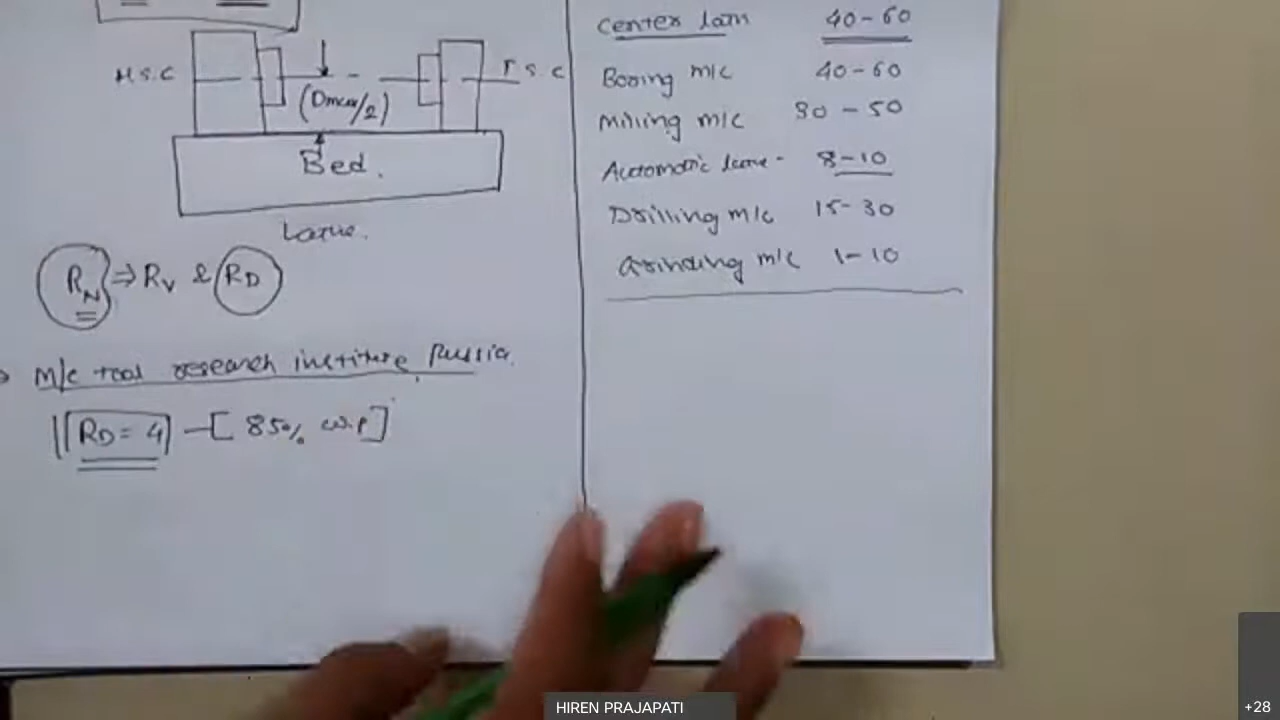 H.S.C
T.S.C
(Dmax/2)
Bed.
Lathe.
RN ⇒ RV & RD
M/c tool research institute, Russia.
RD = 4 — [85% w.p]
Center lath 40-60
Boring m/c 40-60
Milling m/c 30-50
Automatic lathe - 8-10
Drilling m/c 15-30
Grinding m/c 1-10
HIREN PRAJAPATI
+28